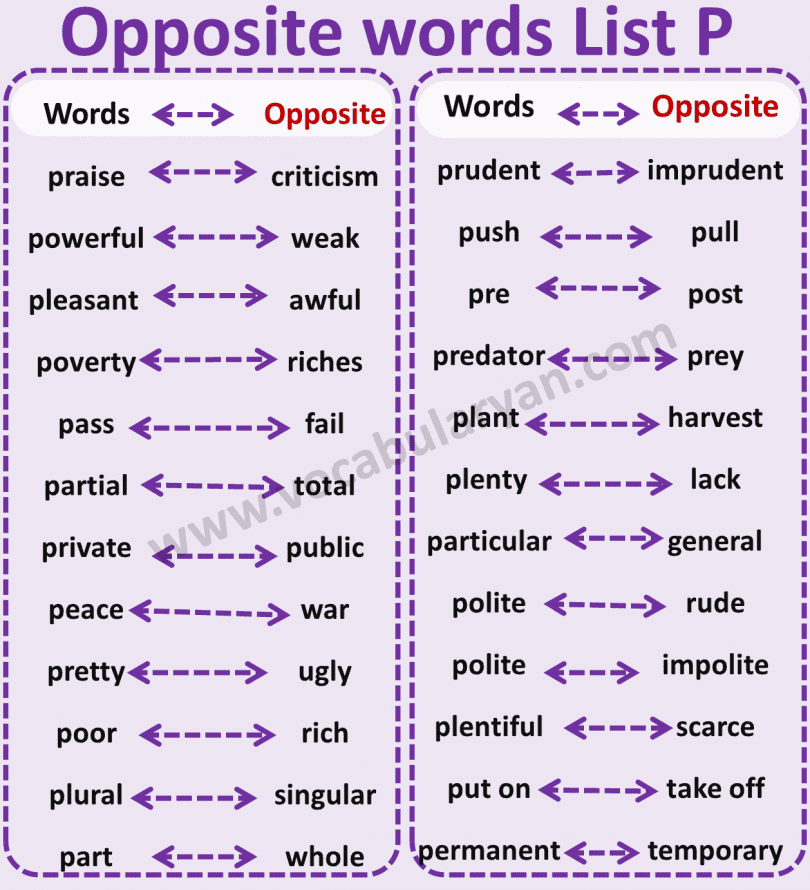 Opposite words List P
Words Opposite
praise criticism
powerful weak
pleasant awful
poverty riches
pass fail
partial total
private public
peace war
pretty ugly
poor rich
plural singular
part whole
Words Opposite
prudent imprudent
push pull
pre post
predator prey
plant harvest
plenty lack
particular general
polite rude
polite impolite
plentiful scarce
put on take off
permanent temporary
www.vocabularyan.com